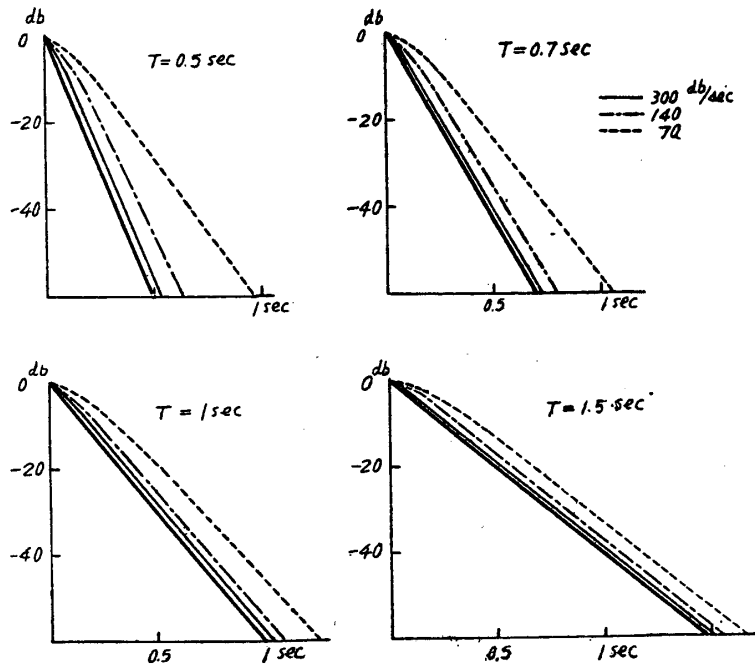 db
0
-20
-40
T = 0.5 sec
1 sec
db
0
-20
-40
T = 0.7 sec
300 db/sec
140
70
0.5
1 sec
db
0
-20
-40
T = 1 sec
0.5
1 sec
db
0
-20
-40
T = 1.5 sec
0.5
1 sec